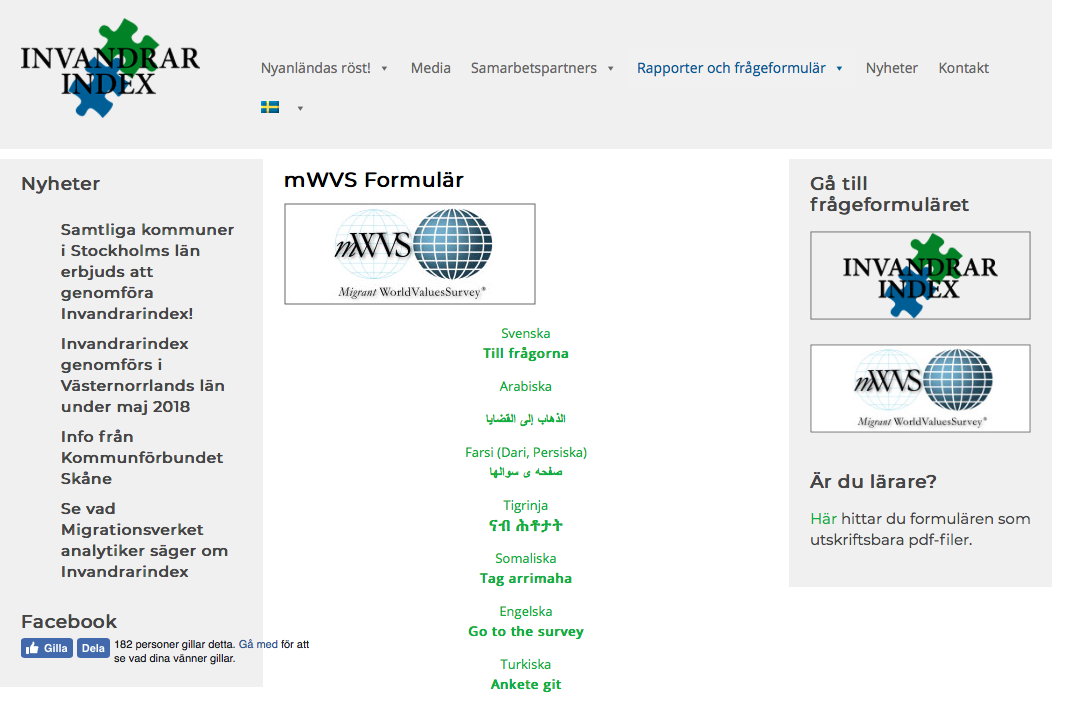 INVANDRAR
INDEX
Nyanländas röst!
Media
Samarbetspartners
Rapporter och frågeformulär
Nyheter
Kontakt
Nyheter
Samtliga kommuner
i Stockholms län
erbjuds att
genomföra
Invandrarindex!
Invandrarindex
genomförs i
Västernorrlands län
under maj 2018
Info från
Kommunförbundet
Skåne
Se vad
Migrationsverket
analytiker säger om
Invandrarindex
Facebook
Gilla
Dela
182 personer gillar detta. Gå med för att
se vad dina vänner gillar.
mWVS Formulär
mWVS
Migrant WorldValuesSurvey®
Svenska
Till frågorna
Arabiska
الذهاب إلى القضايا
Farsi (Dari, Persiska)
صفحه ی سوالها
Tigrinja
ናብ ሕቶታት
Somaliska
Tag arrimaha
Engelska
Go to the survey
Turkiska
Ankete git
Gå till
frågeformuläret
INVANDRAR
INDEX
mWVS
Migrant WorldValuesSurvey®
Är du lärare?
Här hittar du formulären som
utskriftsbara pdf-filer.